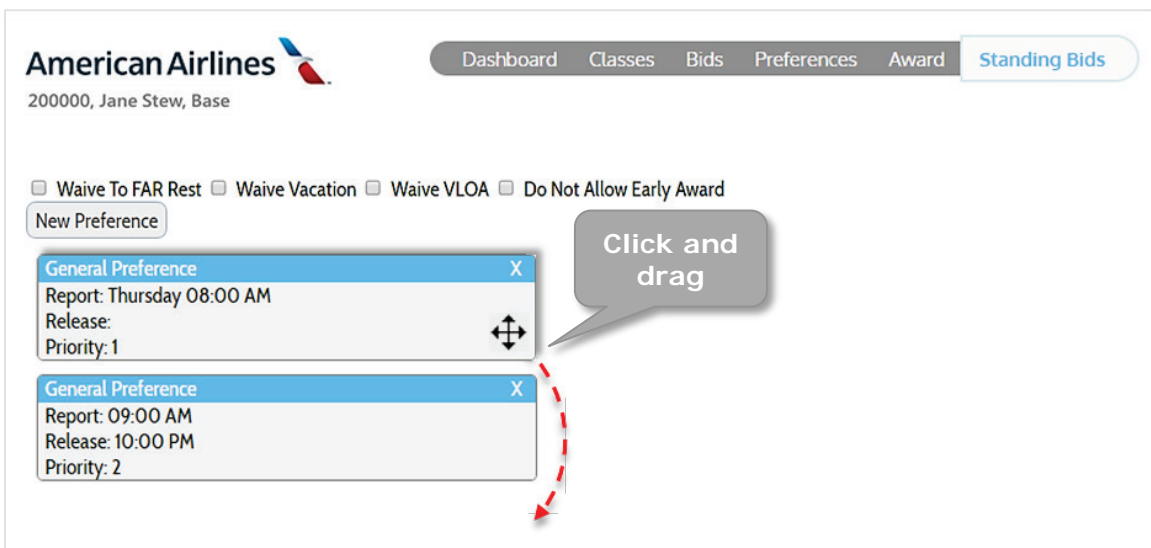 American Airlines
Dashboard Classes Bids Preferences Award Standing Bids
200000, Jane Stew, Base
Waive To FAR Rest Waive Vacation Waive VLOA Do Not Allow Early Award
New Preference
Click and
drag
General Preference X
Report: Thursday 08:00 AM
Release:
Priority: 1
General Preference X
Report: 09:00 AM
Release: 10:00 PM
Priority: 2